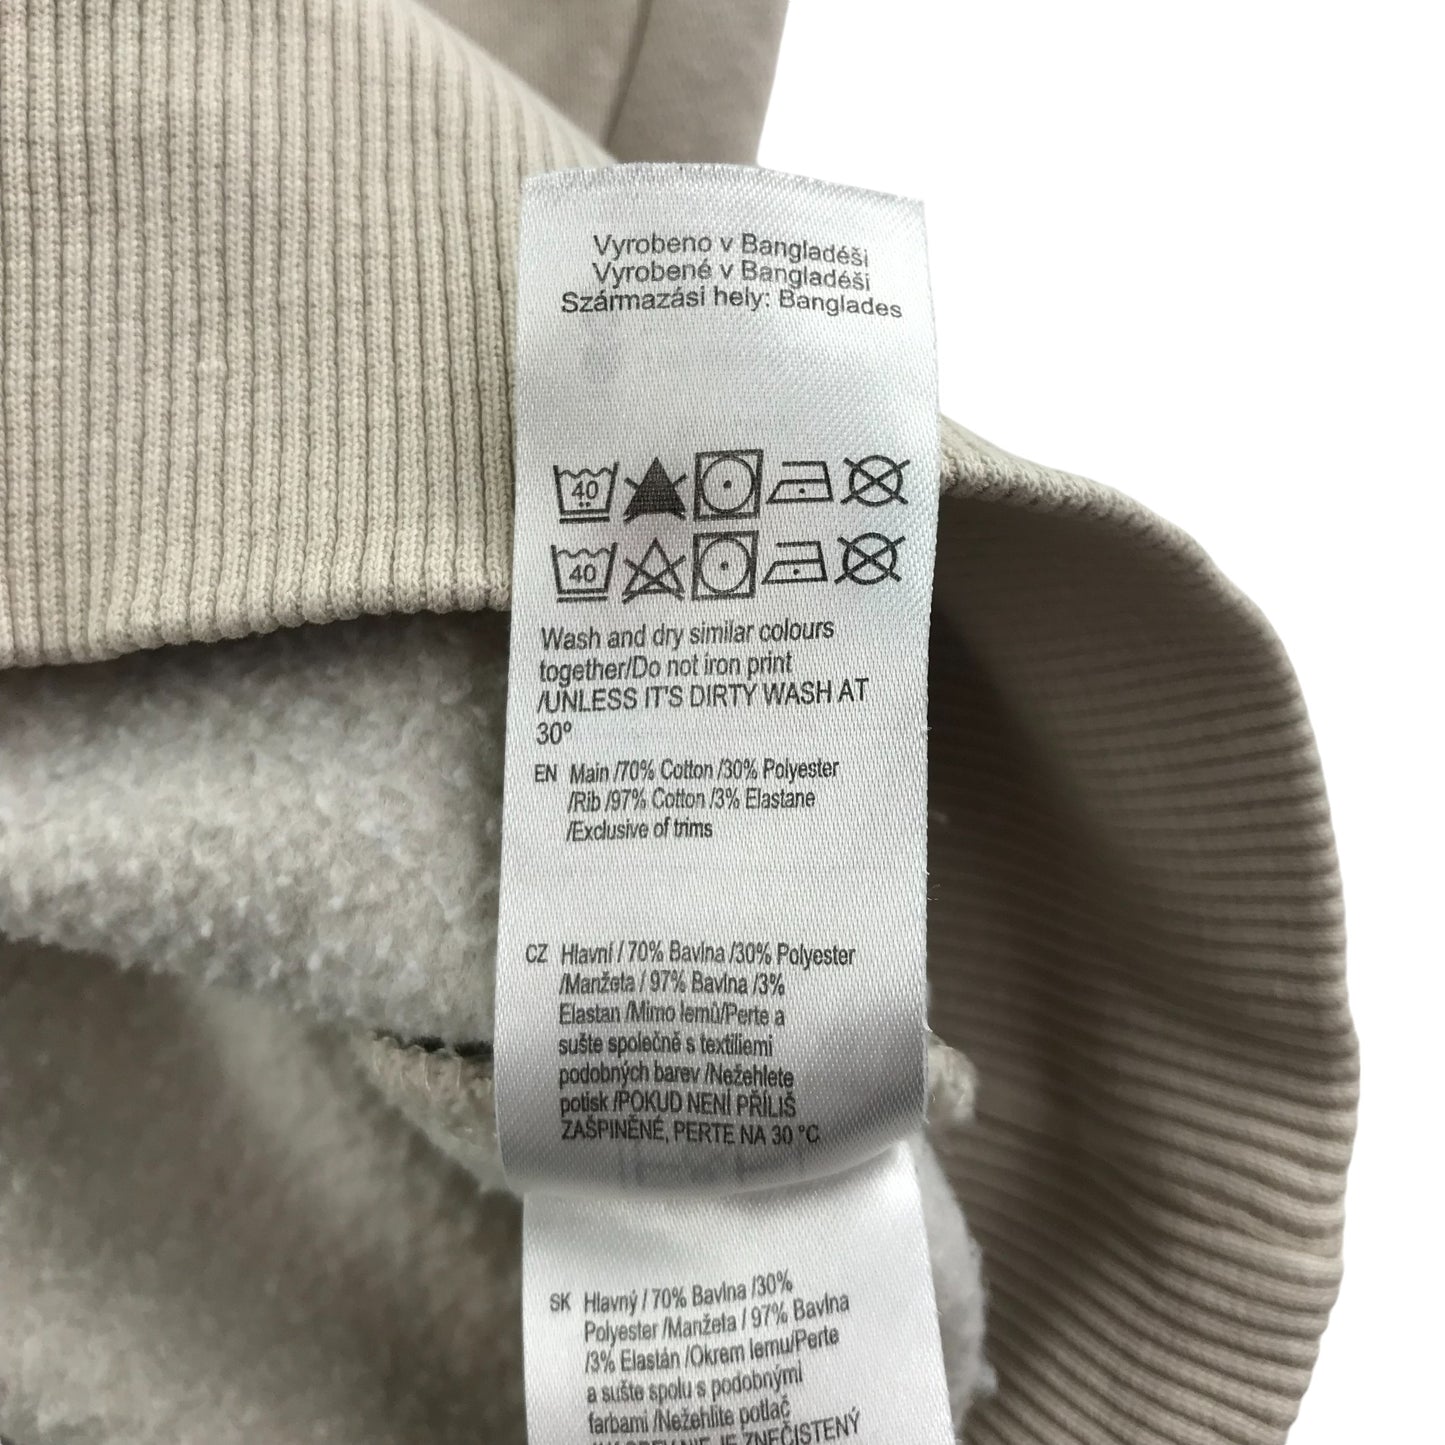 Vyrobeno v Bangladéši
Vyrobené v Bangladéši
Származási hely: Banglades
40
40
Wash and dry similar colours
together/Do not iron print
/UNLESS IT'S DIRTY WASH AT
30º
EN Main /70% Cotton /30% Polyester
/Rib /97% Cotton /3% Elastane
/Exclusive of trims
CZ Hlavní / 70% Bavlna /30% Polyester
/Manžeta / 97% Bavlna /3%
Elastan /Mimo lemů/Perte a
sušte společně s textiliemi
podobných barev /Nežehlete
potisk /POKUD NENÍ PŘÍLIŠ
ZAŠPINĚNÉ, PERTE NA 30 °C
SK Hlavný / 70% Bavlna /30%
Polyester /Manžeta / 97% Bavlna
/3% Elastán /Okrem lemu/Perte
a sušte spolu s podobnými
farbami /Nežehlite potlač
JE ZNEČISTENÝ